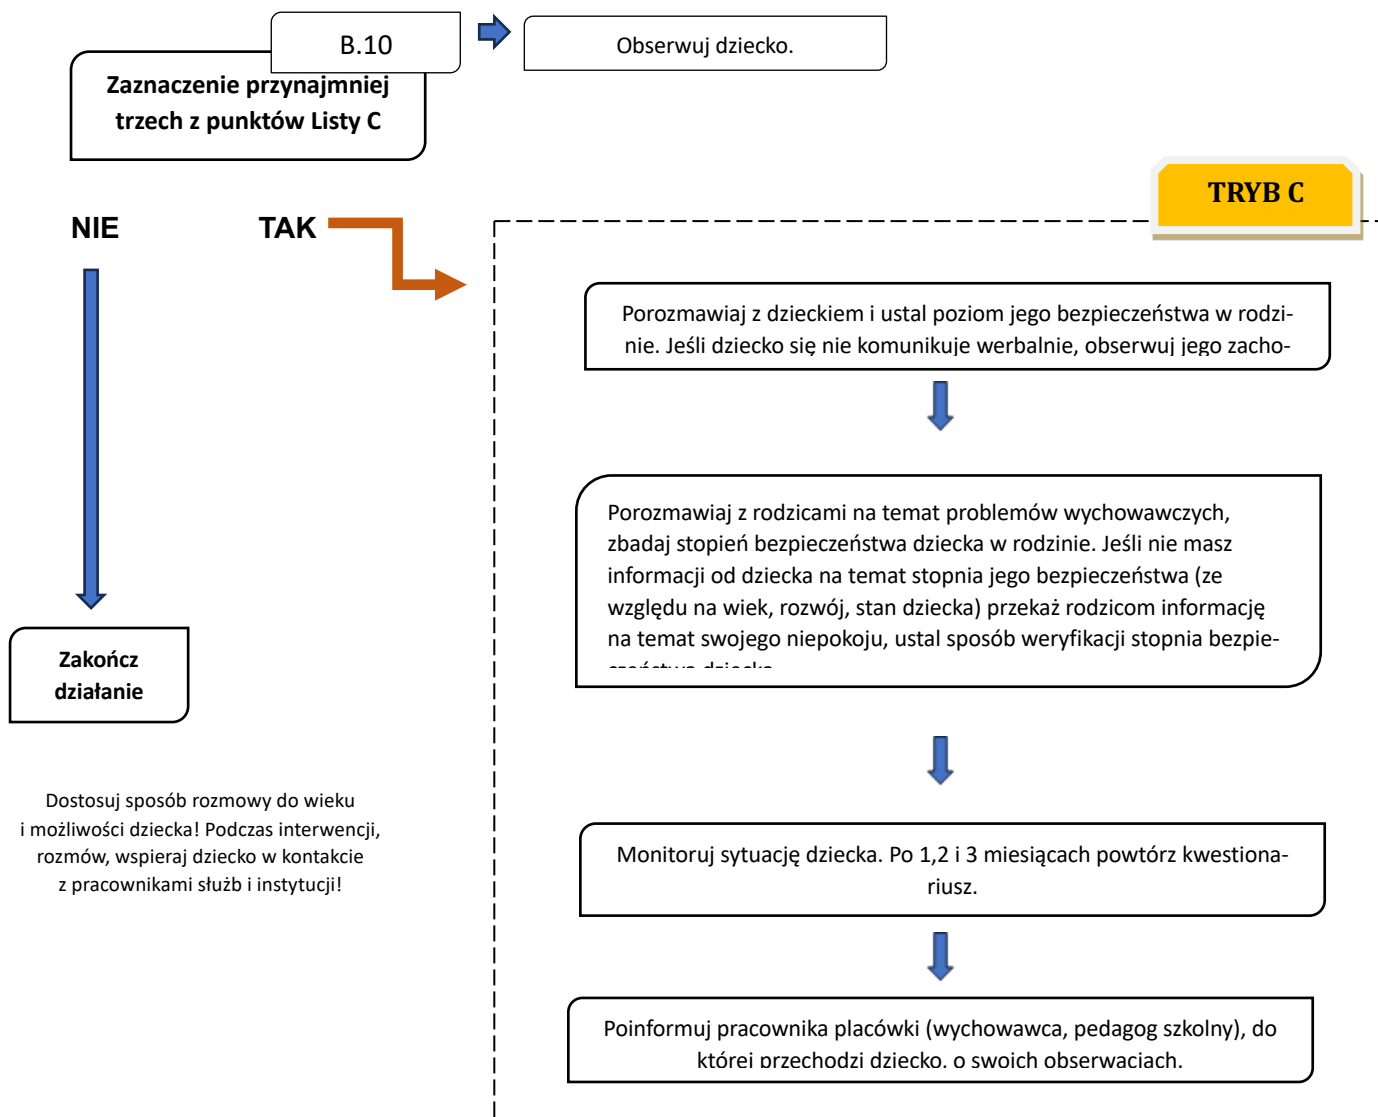 B.10
Obserwuj dziecko.
Zaznaczenie przynajmniej
trzech z punktów Listy C
TRYB C
NIE
TAK
Porozmawiaj z dzieckiem i ustal poziom jego bezpieczeństwa w rodzi-
nie. Jeśli dziecko się nie komunikuje werbalnie, obserwuj jego zacho-
Porozmawiaj z rodzicami na temat problemów wychowawczych,
zbadaj stopień bezpieczeństwa dziecka w rodzinie. Jeśli nie masz
informacji od dziecka na temat stopnia jego bezpieczeństwa (ze
względu na wiek, rozwój, stan dziecka) przekaż rodzicom informację
na temat swojego niepokoju, ustal sposób weryfikacji stopnia bezpie-
czeństwa dziecka
Zakończ
działanie
Dostosuj sposób rozmowy do wieku
i możliwości dziecka! Podczas interwencji,
rozmów, wspieraj dziecko w kontakcie
z pracownikami służb i instytucji!
Monitoruj sytuację dziecka. Po 1,2 i 3 miesiącach powtórz kwestiona-
riusz.
Poinformuj pracownika placówki (wychowawca, pedagog szkolny), do
której przechodzi dziecko, o swoich obserwacjach.